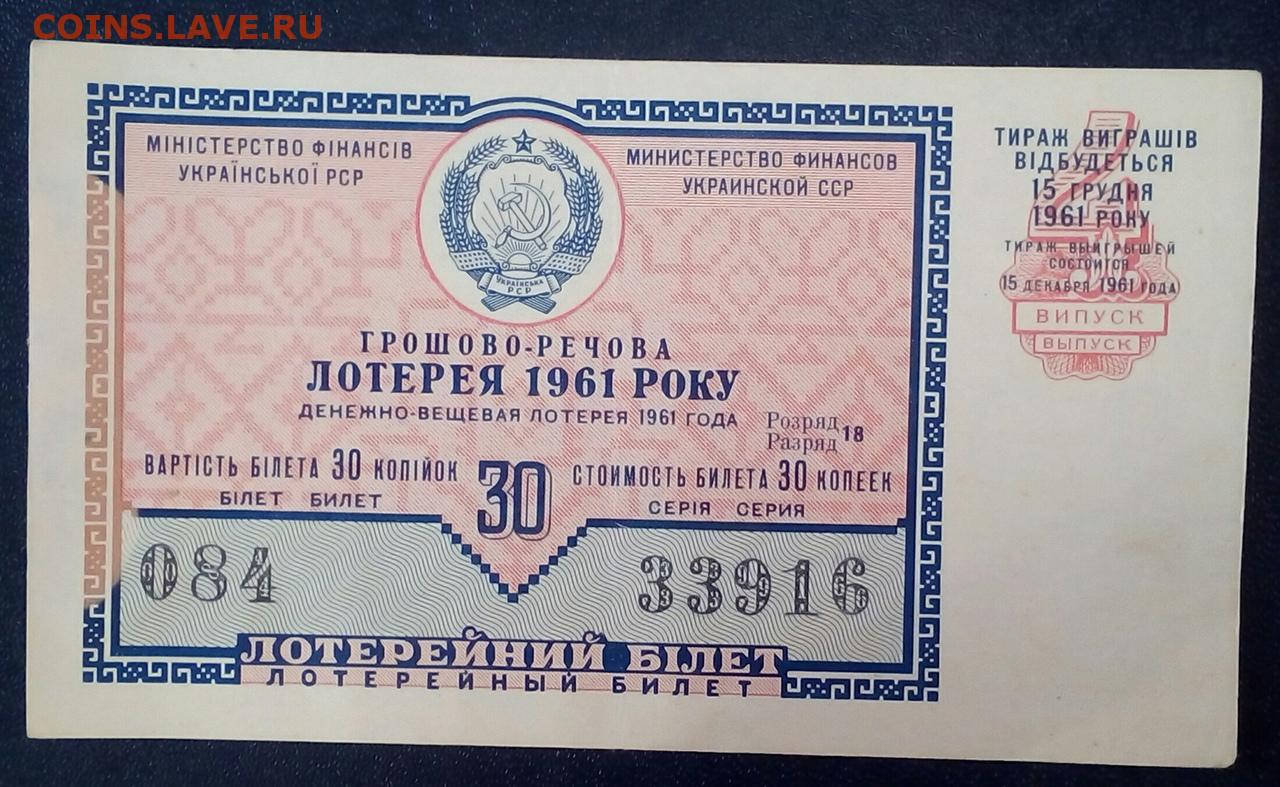 COINS.LAVE.RU
МІНІСТЕРСТВО ФІНАНСІВ
УКРАЇНСЬКОЇ РСР
МИНИСТЕРСТВО ФИНАНСОВ
УКРАИНСКОЙ ССР
УКРАЇНСЬКА
РСР
ГРОШОВО-РЕЧОВА
ЛОТЕРЕЯ 1961 РОКУ
ДЕНЕЖНО-ВЕЩЕВАЯ ЛОТЕРЕЯ 1961 ГОДА
Розряд
Разряд 18
ВАРТІСТЬ БІЛЕТА 30 КОПІЙОК
БІЛЕТ БИЛЕТ
30
СТОИМОСТЬ БИЛЕТА 30 КОПЕЕК
СЕРІЯ СЕРИЯ
084
33916
ЛОТЕРЕЙНИЙ БІЛЕТ
ЛОТЕРЕЙНЫЙ БИЛЕТ
4
ТИРАЖ ВИГРАШІВ
ВІДБУДЕТЬСЯ
15 ГРУДНЯ
1961 РОКУ
ТИРАЖ ВЫИГРЫШЕЙ
СОСТОИТСЯ
15 ДЕКАБРЯ 1961 ГОДА
ВИПУСК
ВЫПУСК